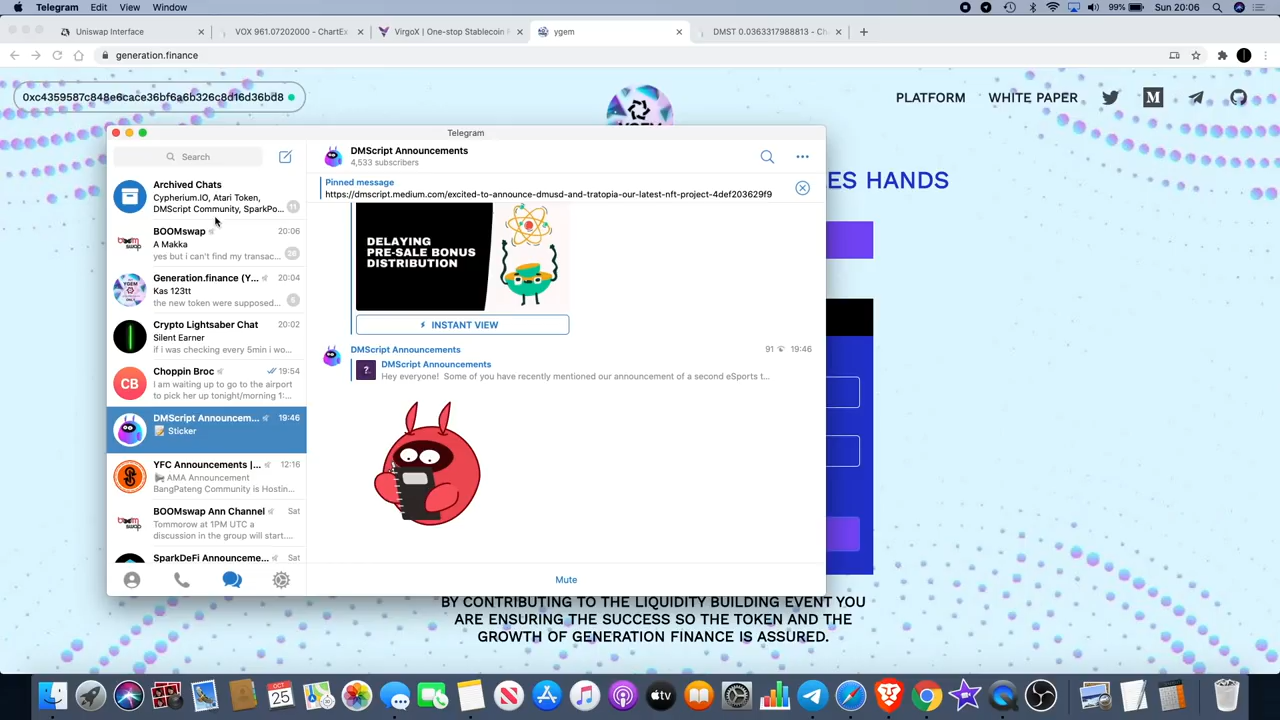 Telegram Edit View Window 99% Sun 20:06
Uniswap Interface VOX 961.07202000 - ChartEx VirgoX | One-stop Stablecoin ygem DMST 0.0363317988813 - Ch
generation.finance
0xc4359587c848e6cace36bf6a6b326c8d16d36bd8
PLATFORM WHITE PAPER
ES HANDS
Telegram
Search
DMScript Announcements
4,533 subscribers
Pinned message
https://dmscript.medium.com/excited-to-announce-dmusd-and-tratopia-our-latest-nft-project-4def203629f9
Archived Chats
Cypherium.IO, Atari Token,
DMScript Community, SparkPo... 11
BOOMswap 20:06
A Makka
yes but i can't find my transac...
Generation.finance (Y... 20:04
Kas 123tt
the new token were supposed...
Crypto Lightsaber Chat 20:02
Silent Earner
if i was checking every 5min i wo...
CB
Choppin Broc 19:54
I am waiting up to go to the airport
to pick her up tonight/morning 1:...
DMScript Announcem... 19:46
Sticker
YFC Announcements |... 12:16
AMA Announcement
BangPateng Community is Hostin...
BOOMswap Ann Channel Sat
Tommorow at 1PM UTC a
discussion in the group will start...
SparkDeFi Announceme... Sat
DELAYING
PRE-SALE BONUS
DISTRIBUTION
INSTANT VIEW
DMScript Announcements 91 19:46
DMScript Announcements
Hey everyone! Some of you have recently mentioned our announcement of a second eSports t...
Mute
BY CONTRIBUTING TO THE LIQUIDITY BUILDING EVENT YOU
ARE ENSURING THE SUCCESS SO THE TOKEN AND THE
GROWTH OF GENERATION FINANCE IS ASSURED.
OCT
25
tv